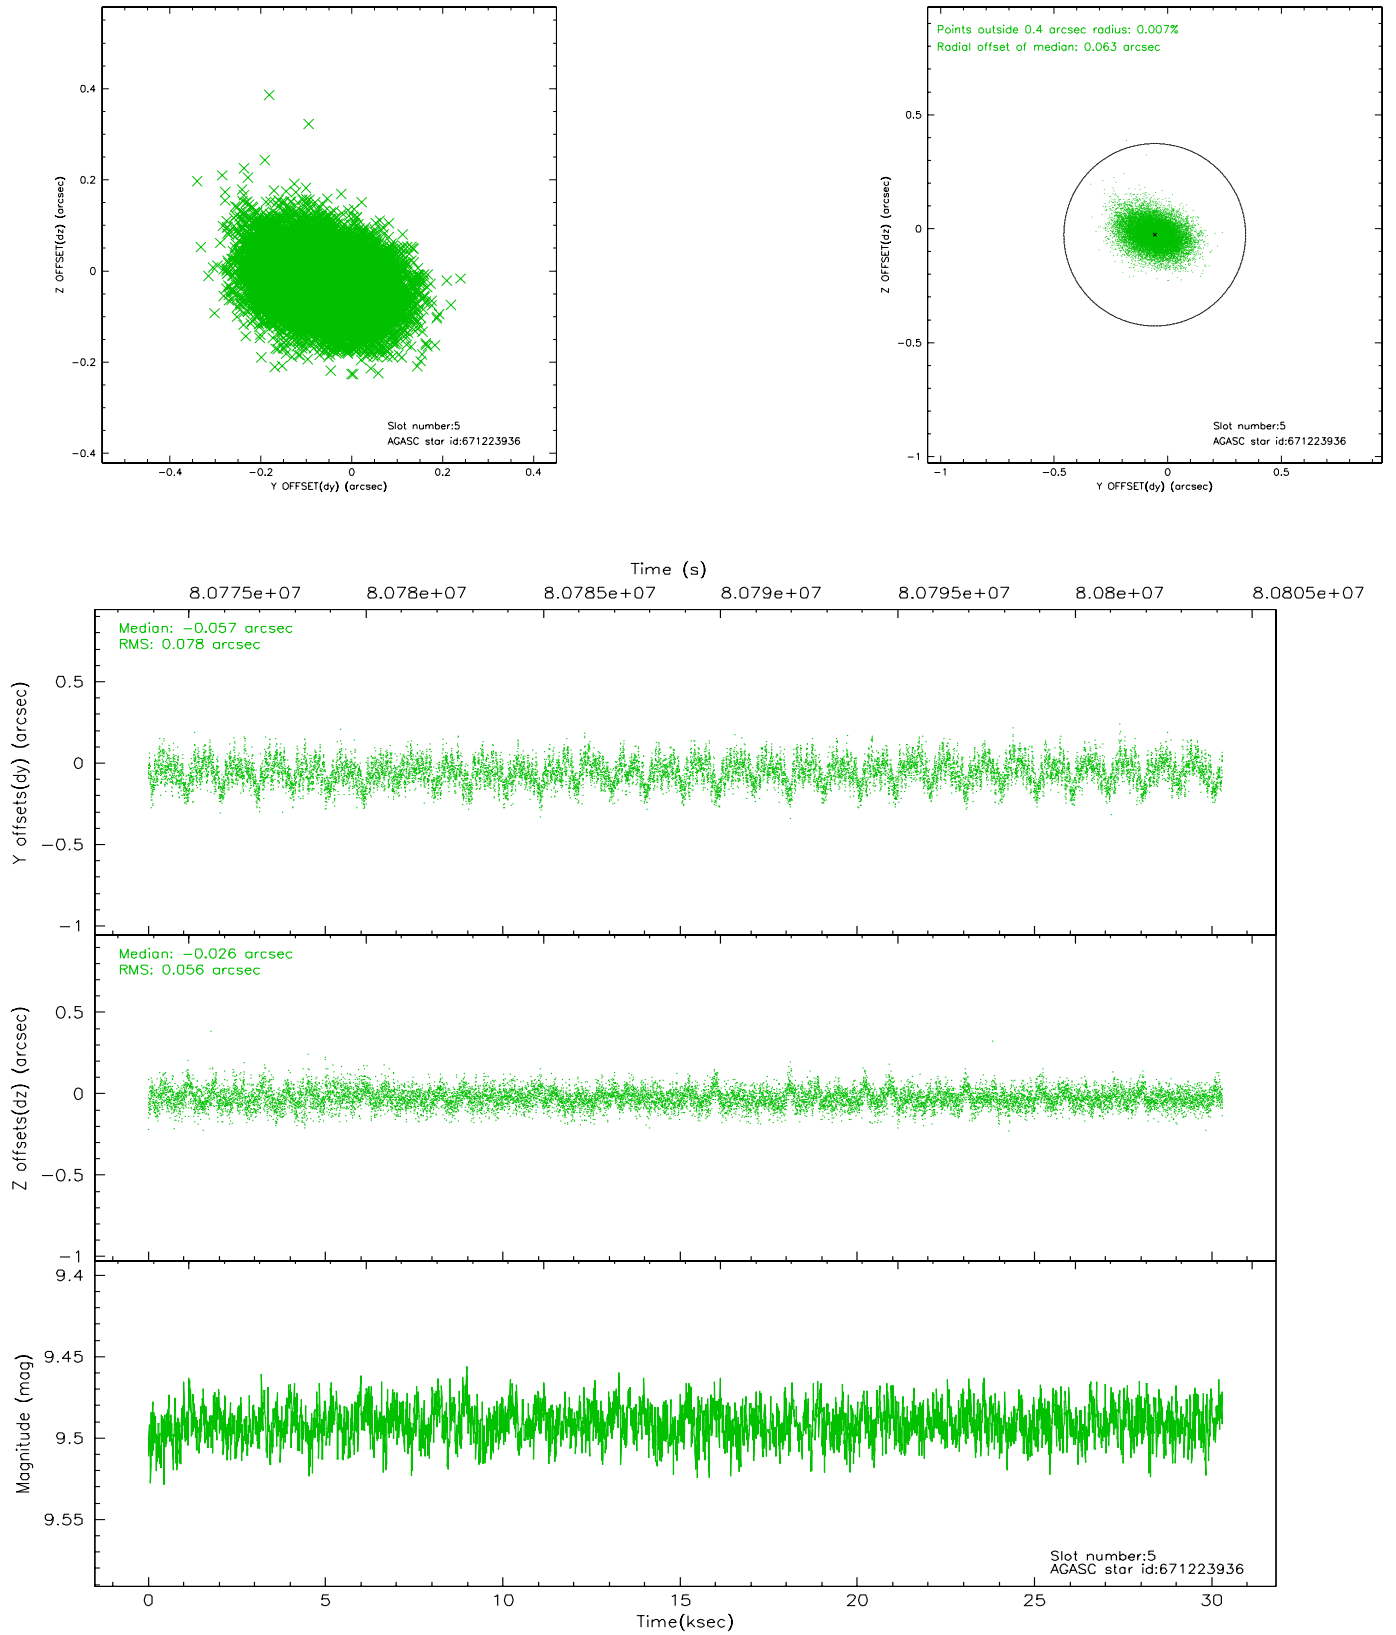 0.4
0.2
0
−0.2
−0.4
Z OFFSET(dz) (arcsec)
Slot number:5
AGASC star id:671223936
−0.4 −0.2 0 0.2 0.4
Y OFFSET(dy) (arcsec)
Points outside 0.4 arcsec radius: 0.007%
Radial offset of median: 0.063 arcsec
0.5
0
−0.5
−1
Z OFFSET(dz) (arcsec)
Slot number:5
AGASC star id:671223936
−1 −0.5 0 0.5
Y OFFSET(dy) (arcsec)
Time (s)
8.0775e+07 8.078e+07 8.0785e+07 8.079e+07 8.0795e+07 8.08e+07 8.0805e+07
Median: −0.057 arcsec
RMS: 0.078 arcsec
0.5
0
−0.5
−1
Y offsets(dy) (arcsec)
Median: −0.026 arcsec
RMS: 0.056 arcsec
0.5
0
−0.5
−1
Z offsets(dz) (arcsec)
9.4
9.45
9.5
9.55
Magnitude (mag)
Slot number:5
AGASC star id:671223936
0 5 10 15 20 25 30
Time(ksec)